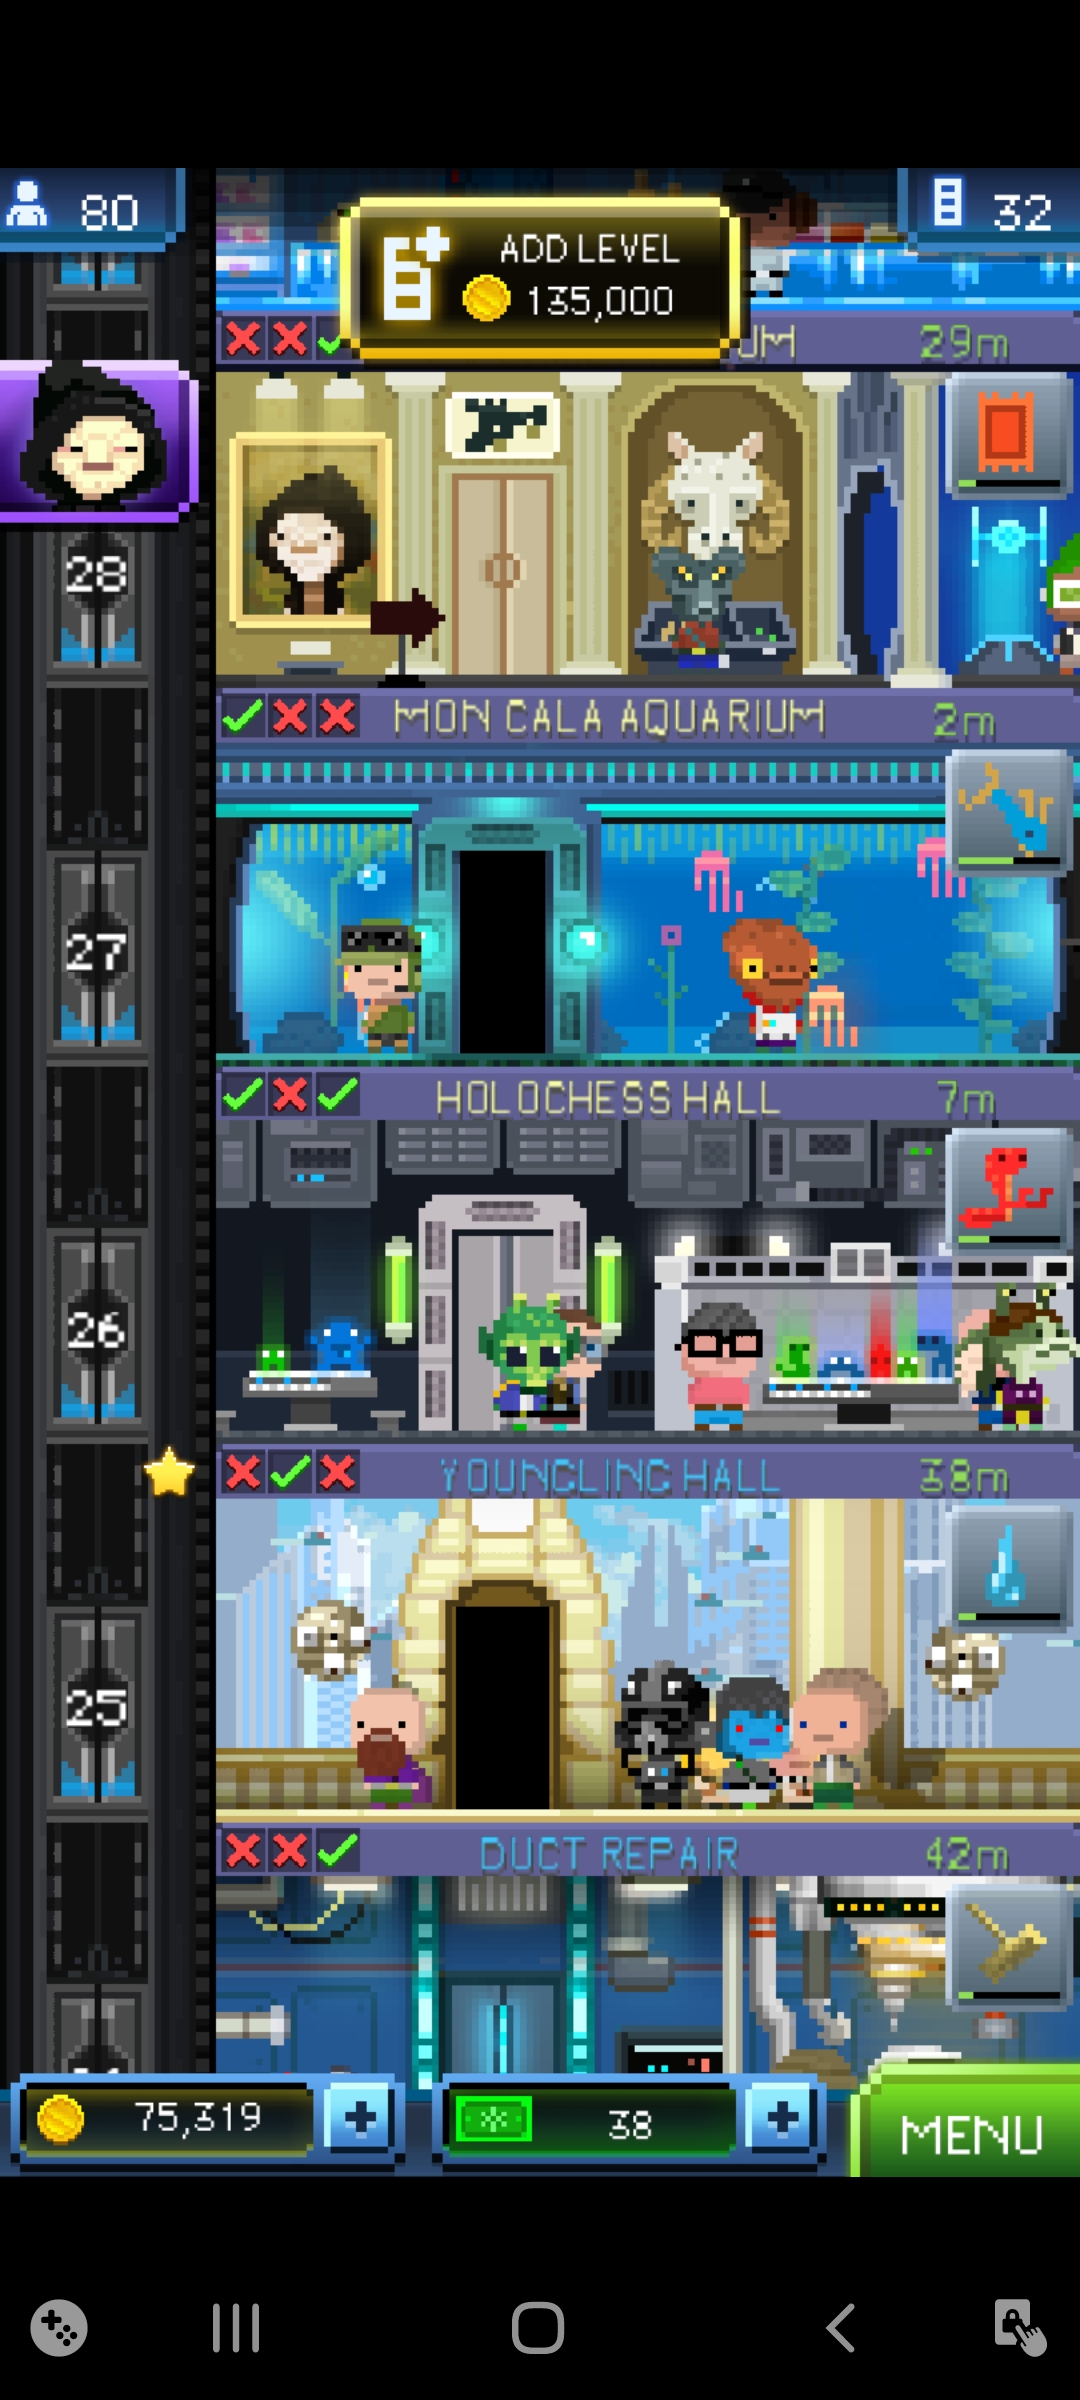 80
ADD LEVEL
135,000
32
UM 29m
28
MON CALA AQUARIUM 2m
27
HOLOCHESS HALL 7m
26
YOUNGLING HALL 38m
25
DUCT REPAIR 42m
75,319 + 38 + MENU